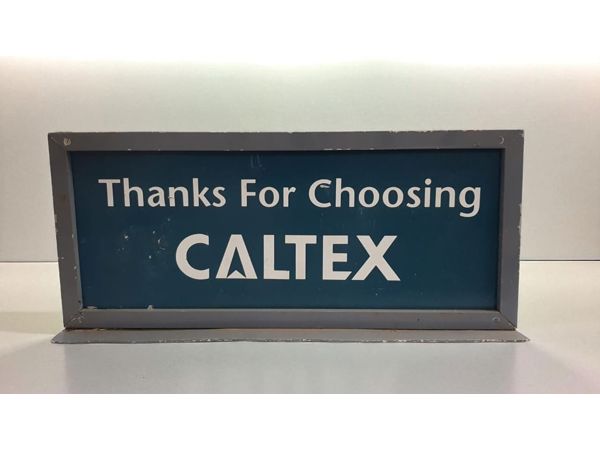 Thanks For Choosing
CALTEX